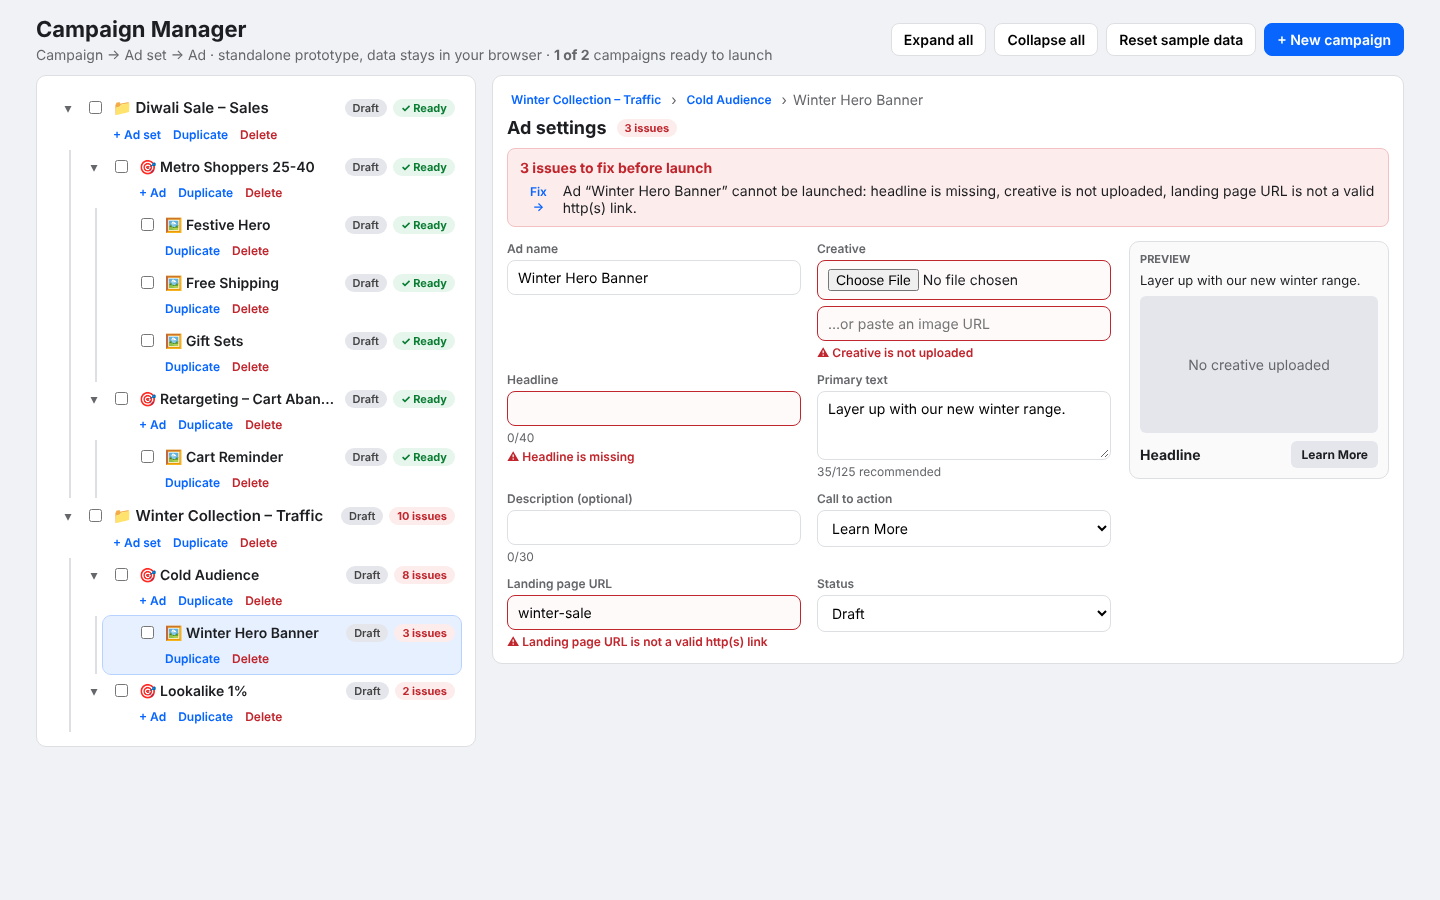 Campaign Manager
Campaign → Ad set → Ad · standalone prototype, data stays in your browser · 1 of 2 campaigns ready to launch
Expand all
Collapse all
Reset sample data
+ New campaign
▼ 📁 Diwali Sale – Sales Draft ✓ Ready
+ Ad set Duplicate Delete
▼ 🎯 Metro Shoppers 25-40 Draft ✓ Ready
+ Ad Duplicate Delete
🖼️ Festive Hero Draft ✓ Ready
Duplicate Delete
🖼️ Free Shipping Draft ✓ Ready
Duplicate Delete
🖼️ Gift Sets Draft ✓ Ready
Duplicate Delete
▼ 🎯 Retargeting – Cart Aban... Draft ✓ Ready
+ Ad Duplicate Delete
🖼️ Cart Reminder Draft ✓ Ready
Duplicate Delete
▼ 📁 Winter Collection – Traffic Draft 10 issues
+ Ad set Duplicate Delete
▼ 🎯 Cold Audience Draft 8 issues
+ Ad Duplicate Delete
🖼️ Winter Hero Banner Draft 3 issues
Duplicate Delete
▼ 🎯 Lookalike 1% Draft 2 issues
+ Ad Duplicate Delete
Winter Collection – Traffic › Cold Audience › Winter Hero Banner
Ad settings 3 issues
3 issues to fix before launch
Fix →
Ad “Winter Hero Banner” cannot be launched: headline is missing, creative is not uploaded, landing page URL is not a valid
http(s) link.
Ad name
Winter Hero Banner
Creative
Choose File No file chosen
...or paste an image URL
⚠ Creative is not uploaded
Headline
0/40
⚠ Headline is missing
Primary text
Layer up with our new winter range.
35/125 recommended
Description (optional)
0/30
Call to action
Learn More
Landing page URL
winter-sale
⚠ Landing page URL is not a valid http(s) link
Status
Draft
PREVIEW
Layer up with our new winter range.
No creative uploaded
Headline
Learn More